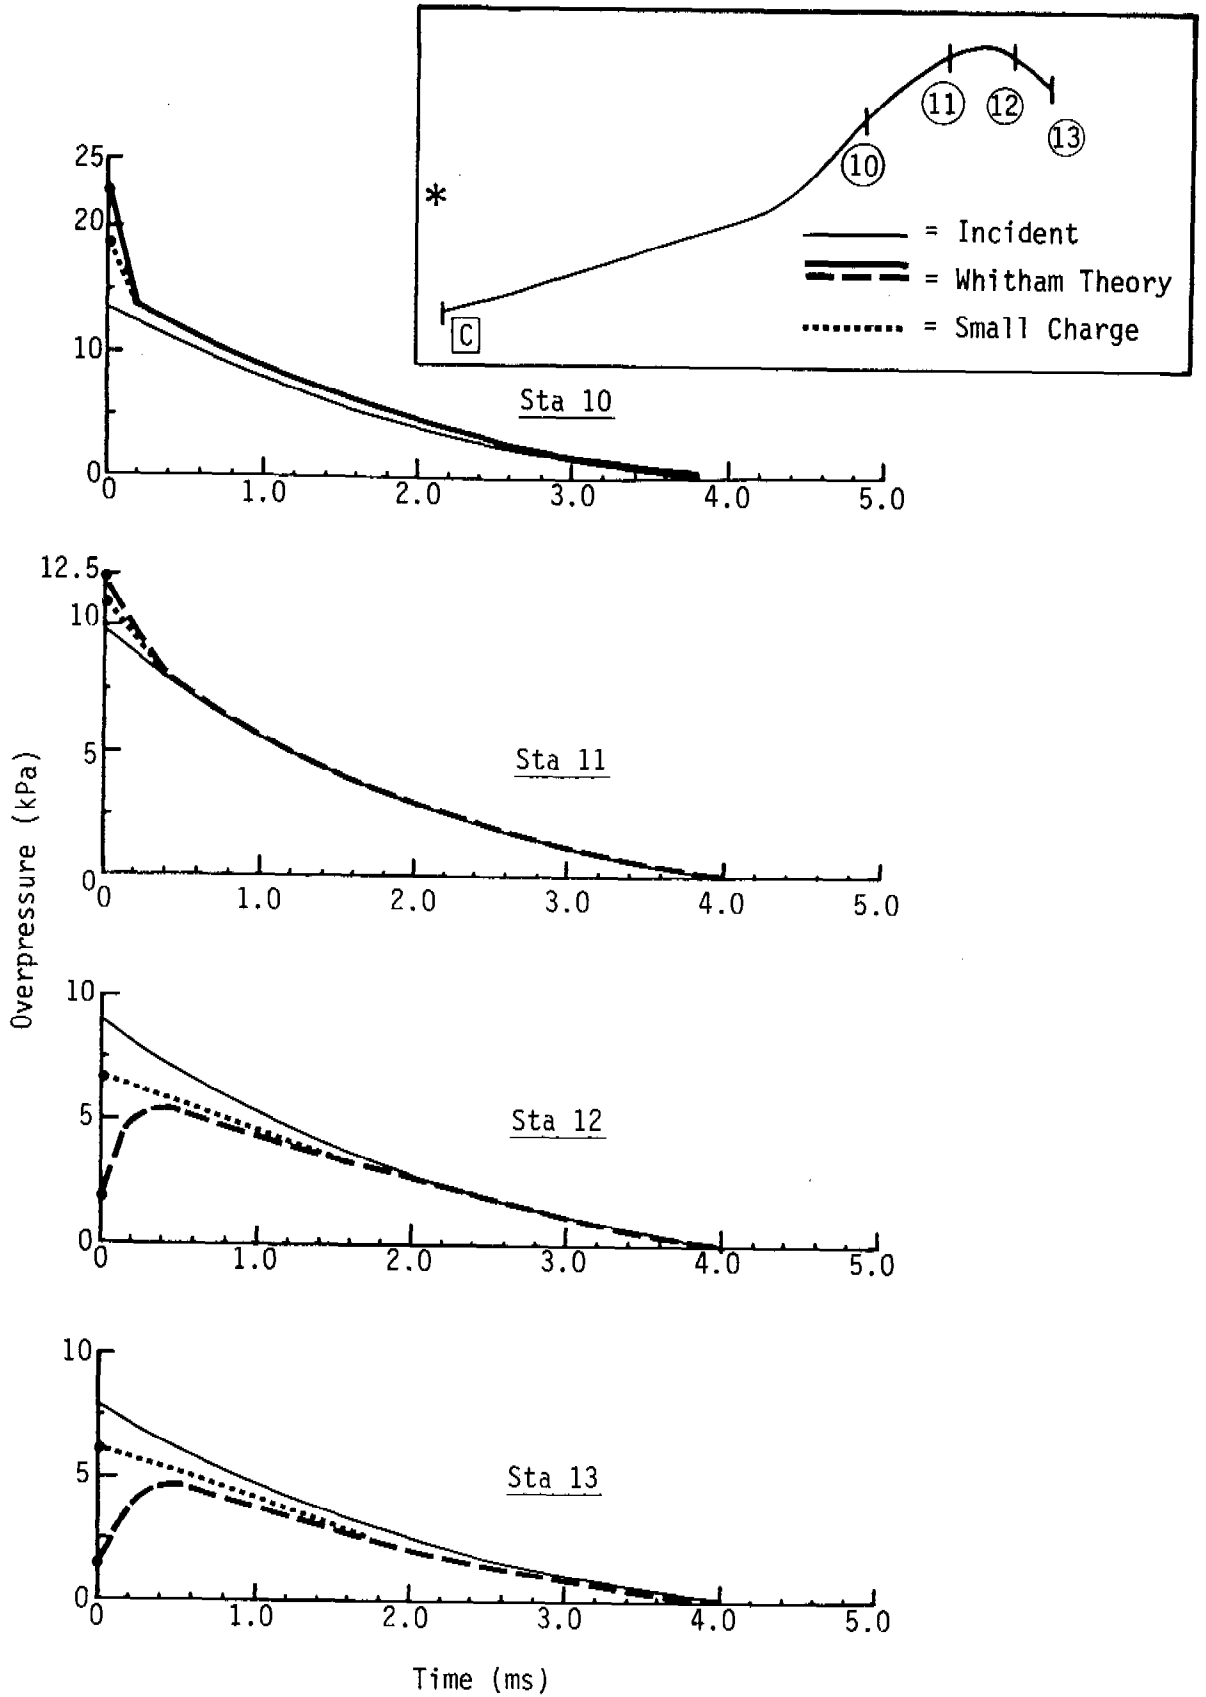 11 12
10 13
*
= Incident
= Whitham Theory
C
= Small Charge
25
20
10
0
Sta 10
0 1.0 2.0 3.0 4.0 5.0
12.5
10
5
0
Sta 11
0 1.0 2.0 3.0 4.0 5.0
Overpressure (kPa)
10
5
0
Sta 12
0 1.0 2.0 3.0 4.0 5.0
10
5
0
Sta 13
0 1.0 2.0 3.0 4.0 5.0
Time (ms)